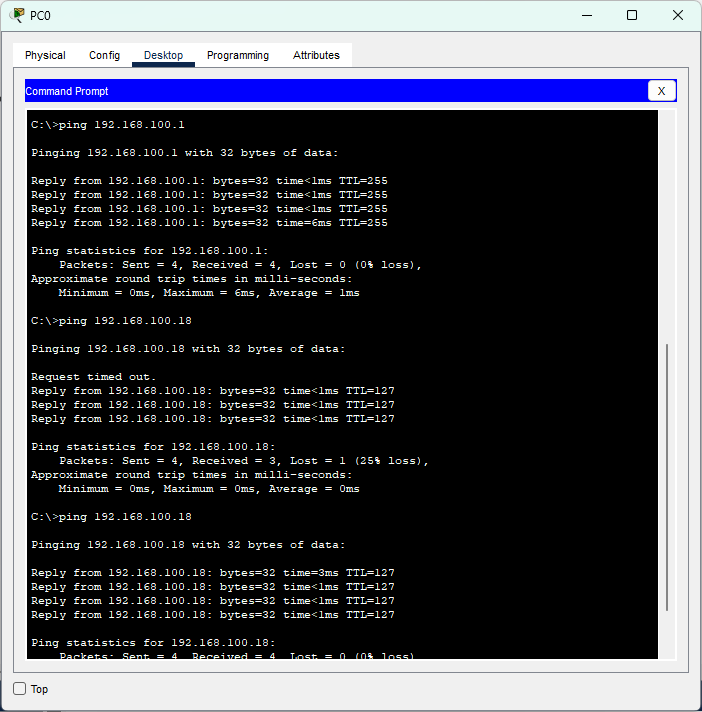 PC0
Physical Config Desktop Programming Attributes
Command Prompt X
C:\>ping 192.168.100.1
Pinging 192.168.100.1 with 32 bytes of data:
Reply from 192.168.100.1: bytes=32 time<1ms TTL=255
Reply from 192.168.100.1: bytes=32 time<1ms TTL=255
Reply from 192.168.100.1: bytes=32 time<1ms TTL=255
Reply from 192.168.100.1: bytes=32 time=6ms TTL=255
Ping statistics for 192.168.100.1:
Packets: Sent = 4, Received = 4, Lost = 0 (0% loss),
Approximate round trip times in milli-seconds:
Minimum = 0ms, Maximum = 6ms, Average = 1ms
C:\>ping 192.168.100.18
Pinging 192.168.100.18 with 32 bytes of data:
Request timed out.
Reply from 192.168.100.18: bytes=32 time<1ms TTL=127
Reply from 192.168.100.18: bytes=32 time<1ms TTL=127
Reply from 192.168.100.18: bytes=32 time<1ms TTL=127
Ping statistics for 192.168.100.18:
Packets: Sent = 4, Received = 3, Lost = 1 (25% loss),
Approximate round trip times in milli-seconds:
Minimum = 0ms, Maximum = 0ms, Average = 0ms
C:\>ping 192.168.100.18
Pinging 192.168.100.18 with 32 bytes of data:
Reply from 192.168.100.18: bytes=32 time=3ms TTL=127
Reply from 192.168.100.18: bytes=32 time<1ms TTL=127
Reply from 192.168.100.18: bytes=32 time<1ms TTL=127
Reply from 192.168.100.18: bytes=32 time<1ms TTL=127
Ping statistics for 192.168.100.18:
Packets: Sent = 4, Received = 4, Lost = 0 (0% loss),
Top